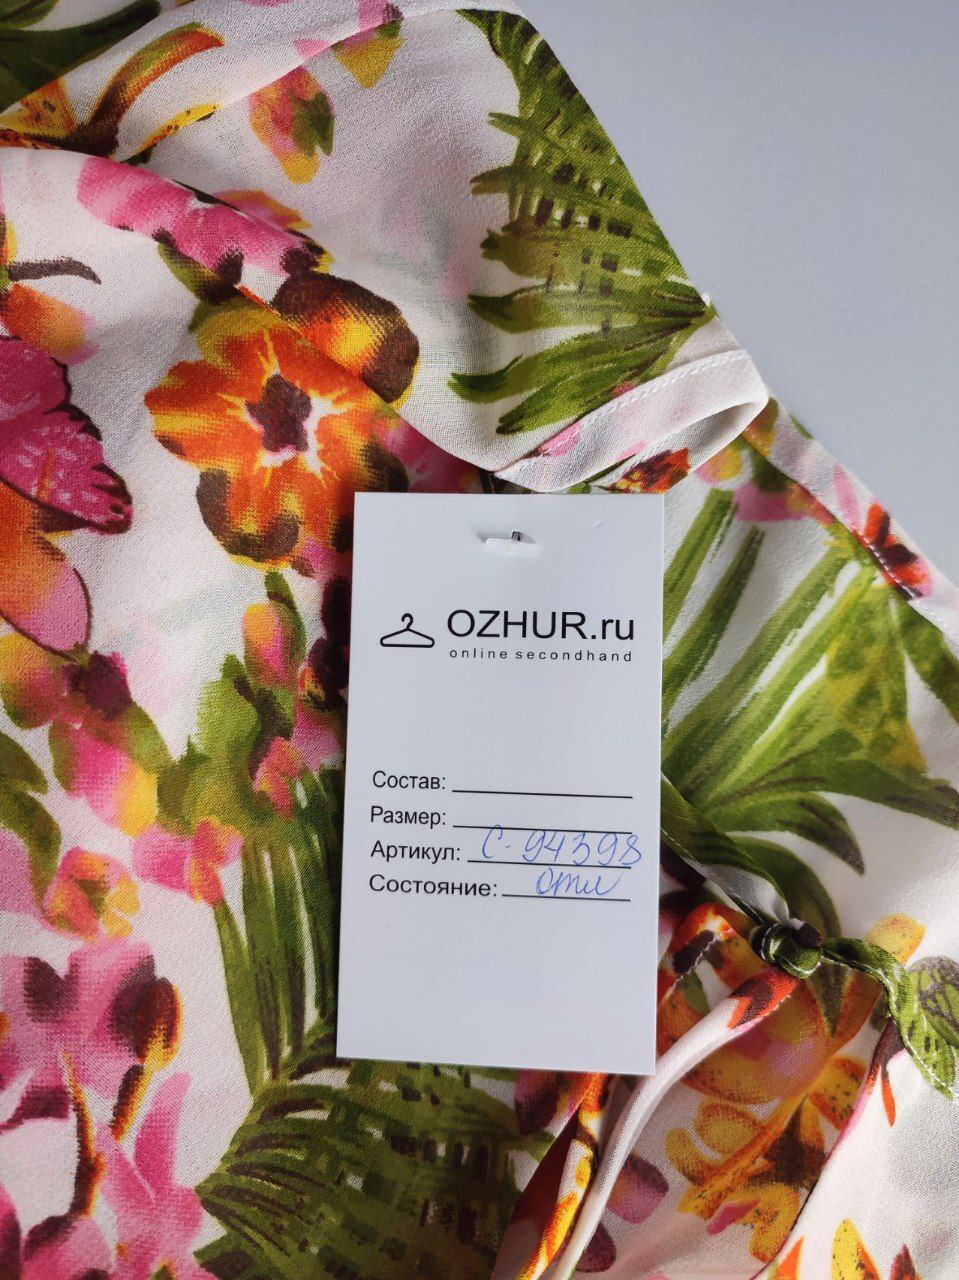 OZHUR.ru
online secondhand
Состав:
Размер:
Артикул: С-94398
Состояние: отл